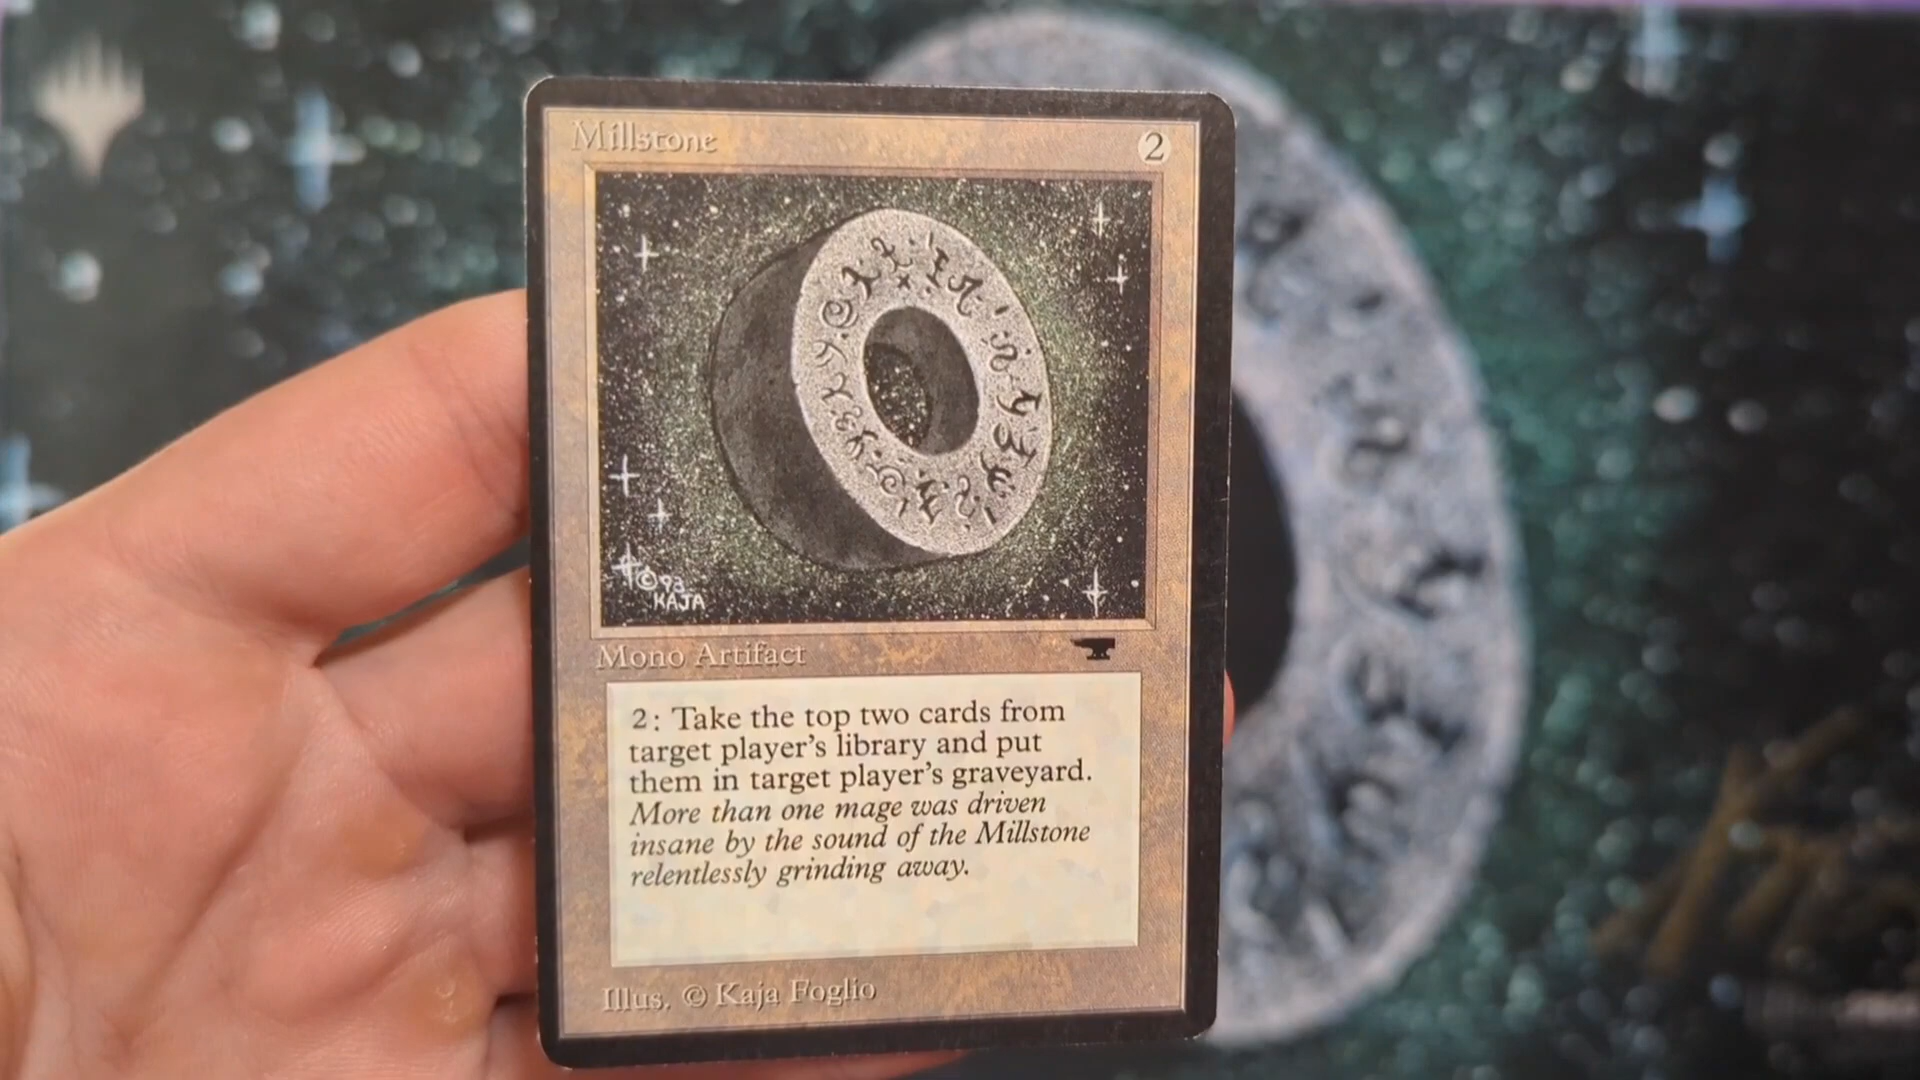 Millstone 2
©93
KAJA
Mono Artifact
2: Take the top two cards from
target player's library and put
them in target player's graveyard.
More than one mage was driven
insane by the sound of the Millstone
relentlessly grinding away.
Illus. © Kaja Foglio